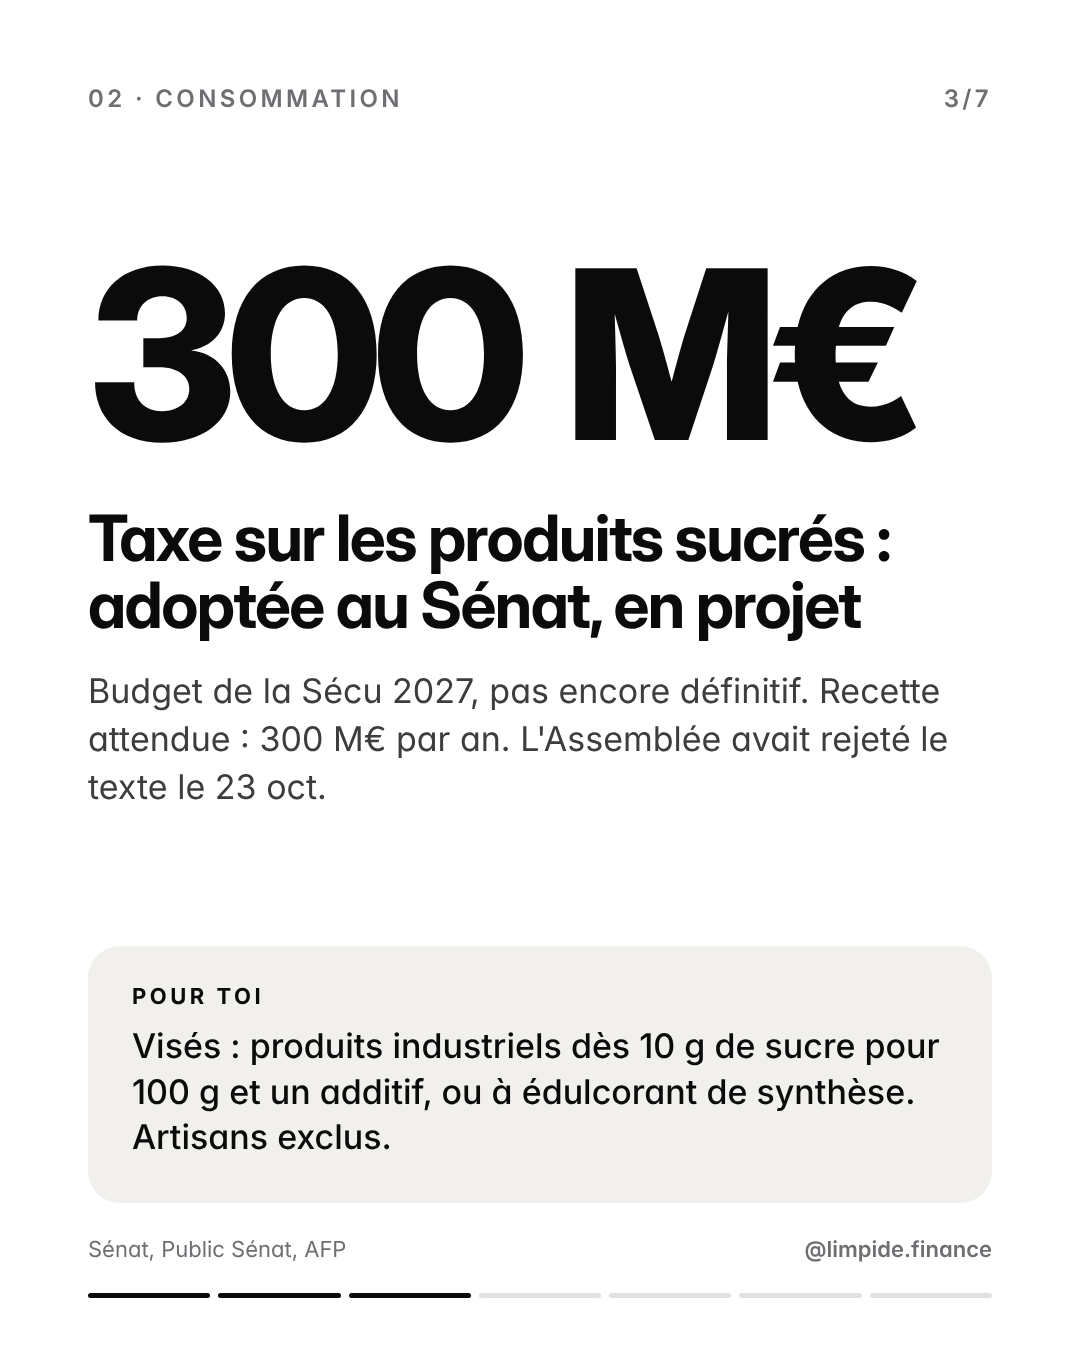 02 · CONSOMMATION
3/7
300 M€
Taxe sur les produits sucrés :
adoptée au Sénat, en projet
Budget de la Sécu 2027, pas encore définitif. Recette
attendue : 300 M€ par an. L'Assemblée avait rejeté le
texte le 23 oct.
POUR TOI
Visés : produits industriels dès 10 g de sucre pour
100 g et un additif, ou à édulcorant de synthèse.
Artisans exclus.
Sénat, Public Sénat, AFP
@limpide.finance